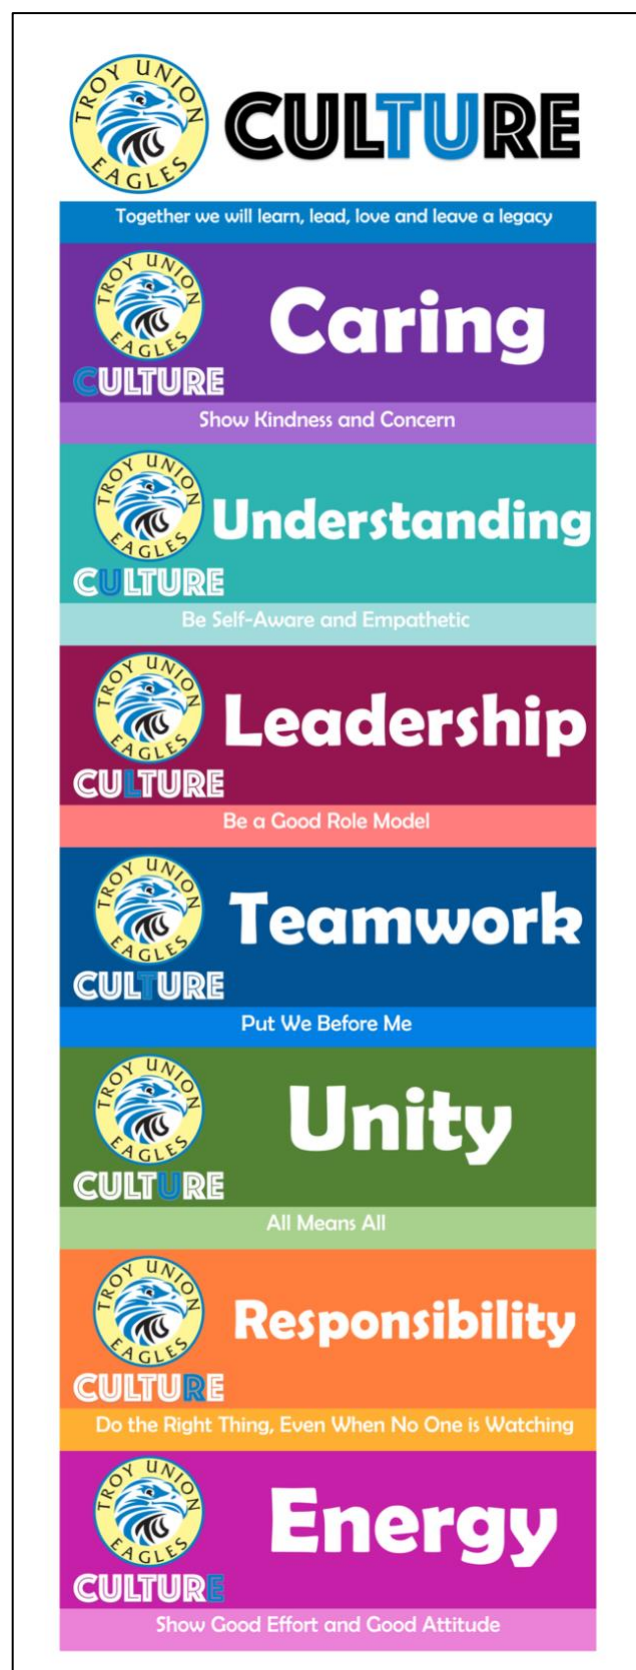 TROY UNION
EAGLES
CULTURE
Together we will learn, lead, love and leave a legacy
TROY UNION
EAGLES
CULTURE
Caring
Show Kindness and Concern
TROY UNION
EAGLES
CULTURE
Understanding
Be Self-Aware and Empathetic
TROY UNION
EAGLES
CULTURE
Leadership
Be a Good Role Model
TROY UNION
EAGLES
CULTURE
Teamwork
Put We Before Me
TROY UNION
EAGLES
CULTURE
Unity
All Means All
TROY UNION
EAGLES
CULTURE
Responsibility
Do the Right Thing, Even When No One is Watching
TROY UNION
EAGLES
CULTURE
Energy
Show Good Effort and Good Attitude